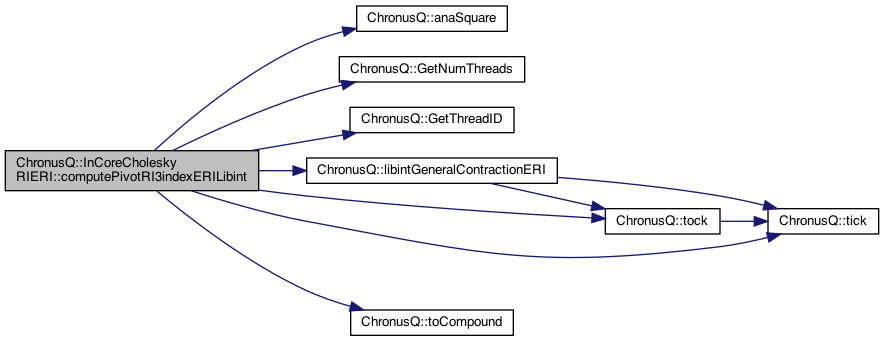 ChronusQ::anaSquare
ChronusQ::GetNumThreads
ChronusQ::GetThreadID
ChronusQ::InCoreCholesky
RIERI::computePivotRI3indexERILibint
ChronusQ::libintGeneralContractionERI
ChronusQ::tock
ChronusQ::tick
ChronusQ::toCompound